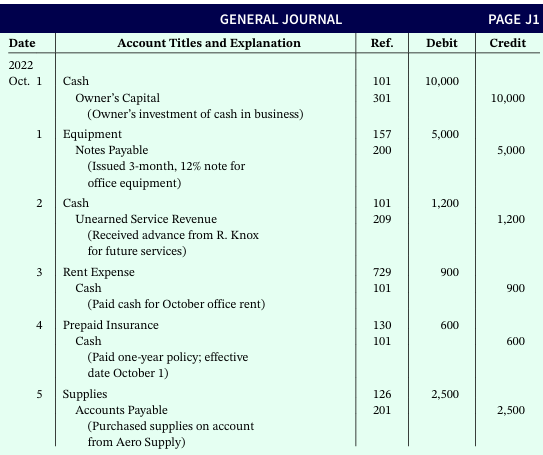 GENERAL JOURNAL PAGE J1
Date Account Titles and Explanation Ref. Debit Credit
2022
Oct. 1 Cash 101 10,000
Owner's Capital 301 10,000
(Owner's investment of cash in business)
1 Equipment 157 5,000
Notes Payable 200 5,000
(Issued 3-month, 12% note for
office equipment)
2 Cash 101 1,200
Unearned Service Revenue 209 1,200
(Received advance from R. Knox
for future services)
3 Rent Expense 729 900
Cash 101 900
(Paid cash for October office rent)
4 Prepaid Insurance 130 600
Cash 101 600
(Paid one-year policy; effective
date October 1)
5 Supplies 126 2,500
Accounts Payable 201 2,500
(Purchased supplies on account
from Aero Supply)